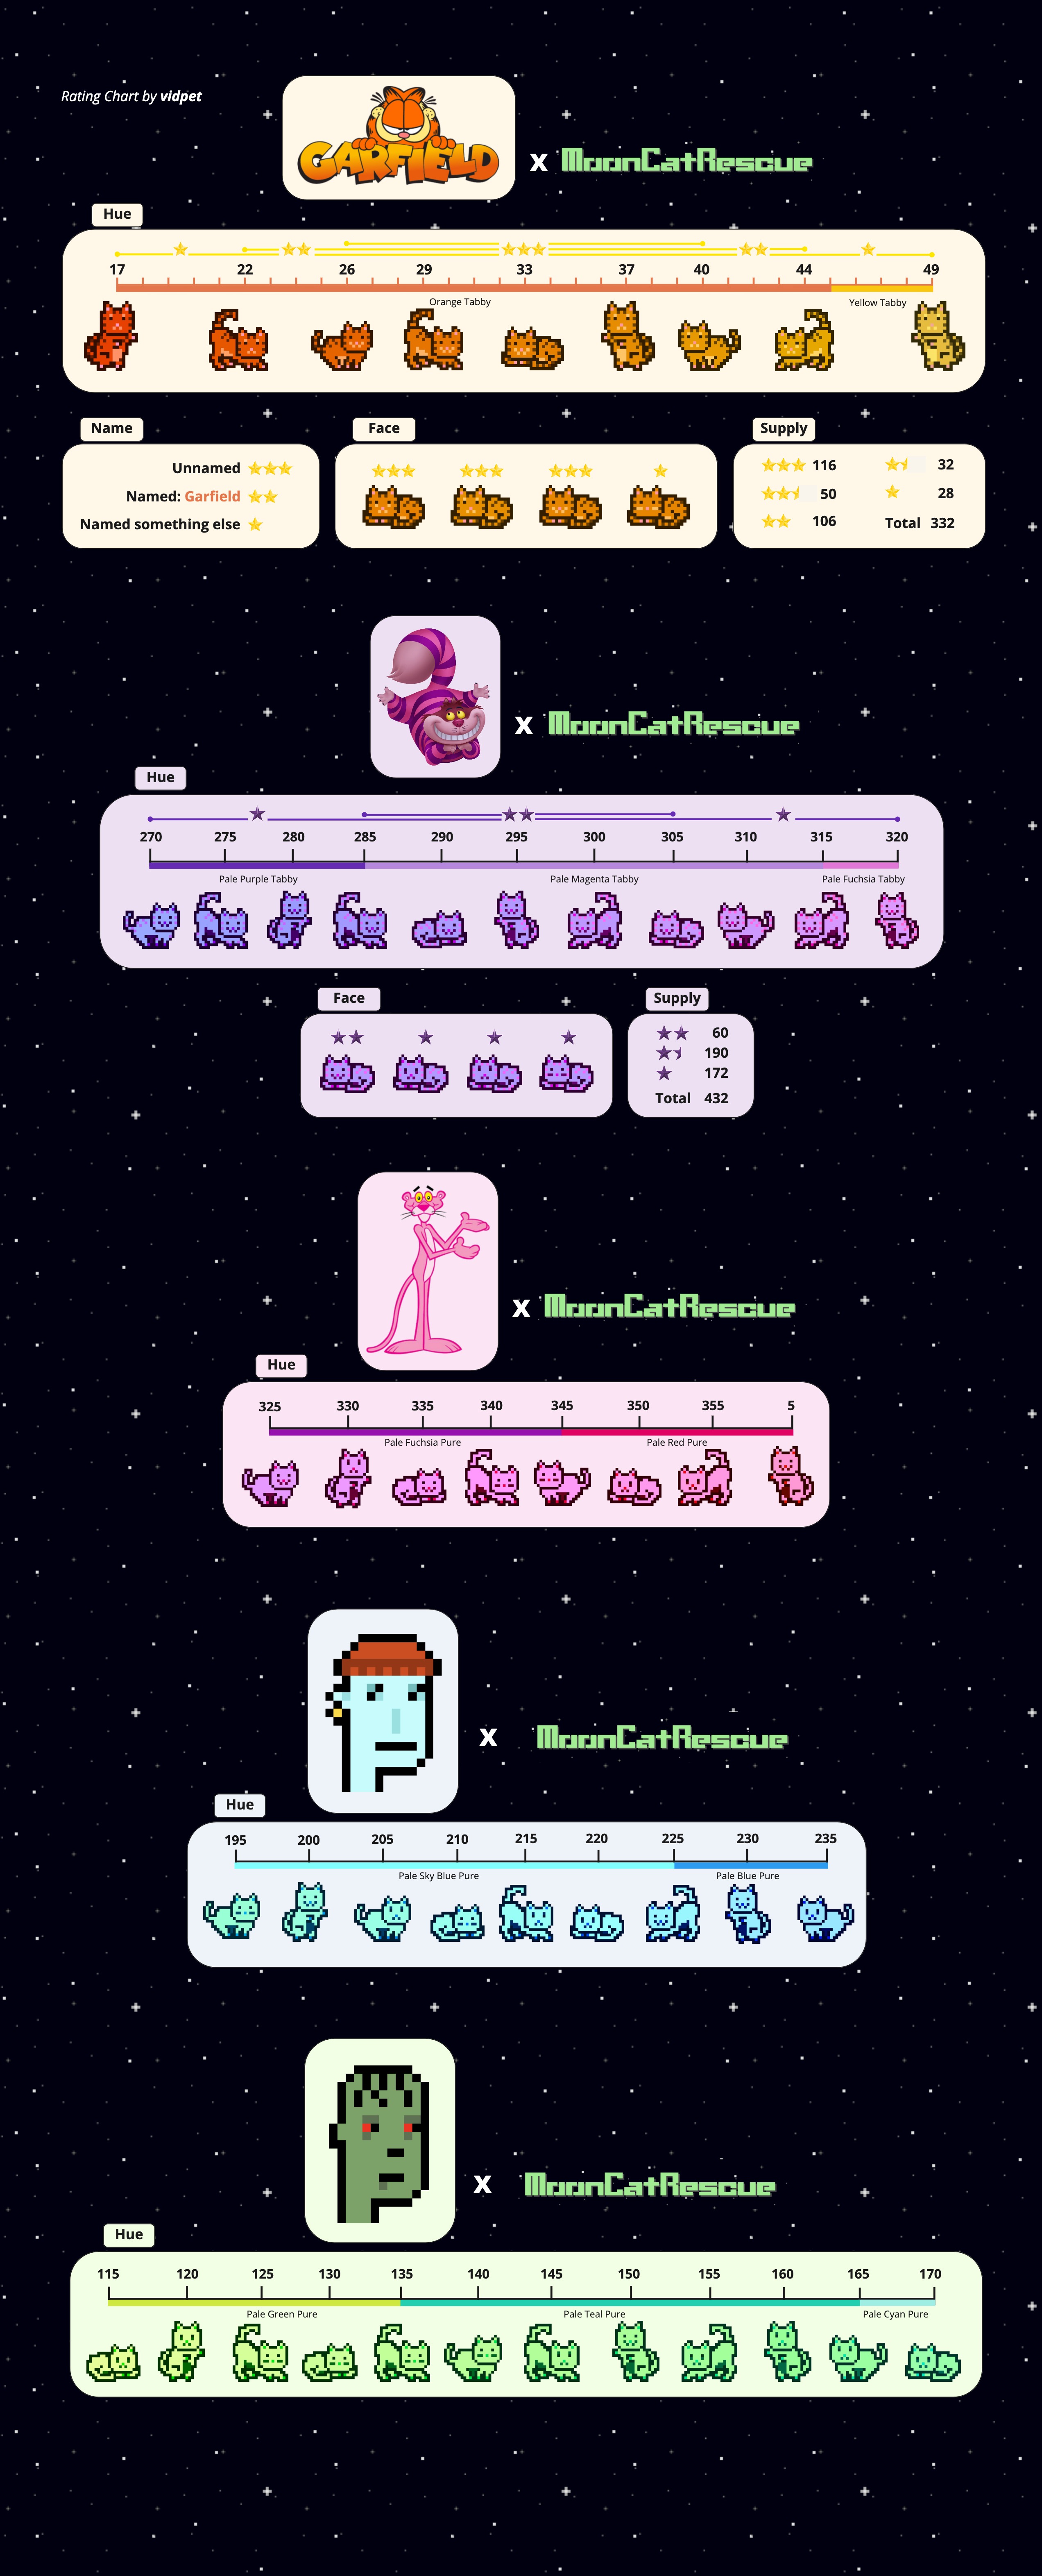 Rating Chart by vidpet
GARFIELD
x MoonCatRescue
Hue
17 22 26 29 33 37 40 44 49
Orange Tabby Yellow Tabby
Name
Unnamed
Named: Garfield
Named something else
Face
Supply
116 32
50 28
106 Total 332
x MoonCatRescue
Hue
270 275 280 285 290 295 300 305 310 315 320
Pale Purple Tabby Pale Magenta Tabby Pale Fuchsia Tabby
Face
Supply
60
190
172
Total 432
x MoonCatRescue
Hue
325 330 335 340 345 350 355 5
Pale Fuchsia Pure Pale Red Pure
x MoonCatRescue
Hue
195 200 205 210 215 220 225 230 235
Pale Sky Blue Pure Pale Blue Pure
x MoonCatRescue
Hue
115 120 125 130 135 140 145 150 155 160 165 170
Pale Green Pure Pale Teal Pure Pale Cyan Pure